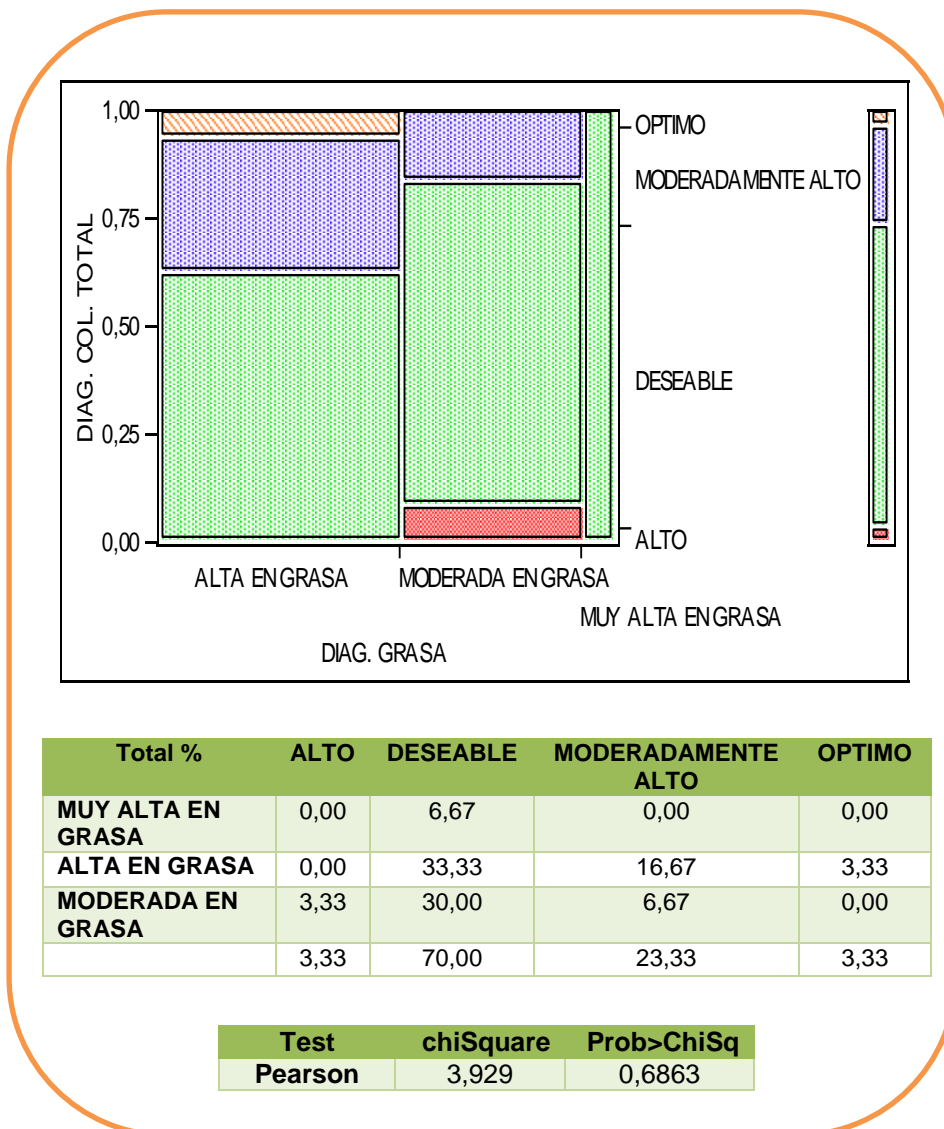 1,00
0,75
0,50
0,25
0,00
DIAG. COL. TOTAL
OPTIMO
MODERADAMENTE ALTO
DESEABLE
ALTO
ALTA EN GRASA MODERADA EN GRASA
MUY ALTA EN GRASA
DIAG. GRASA
Total % ALTO DESEABLE MODERADAMENTE
ALTO OPTIMO
MUY ALTA EN
GRASA 0,00 6,67 0,00 0,00
ALTA EN GRASA 0,00 33,33 16,67 3,33
MODERADA EN
GRASA 3,33 30,00 6,67 0,00
3,33 70,00 23,33 3,33
Test chiSquare Prob>ChiSq
Pearson 3,929 0,6863